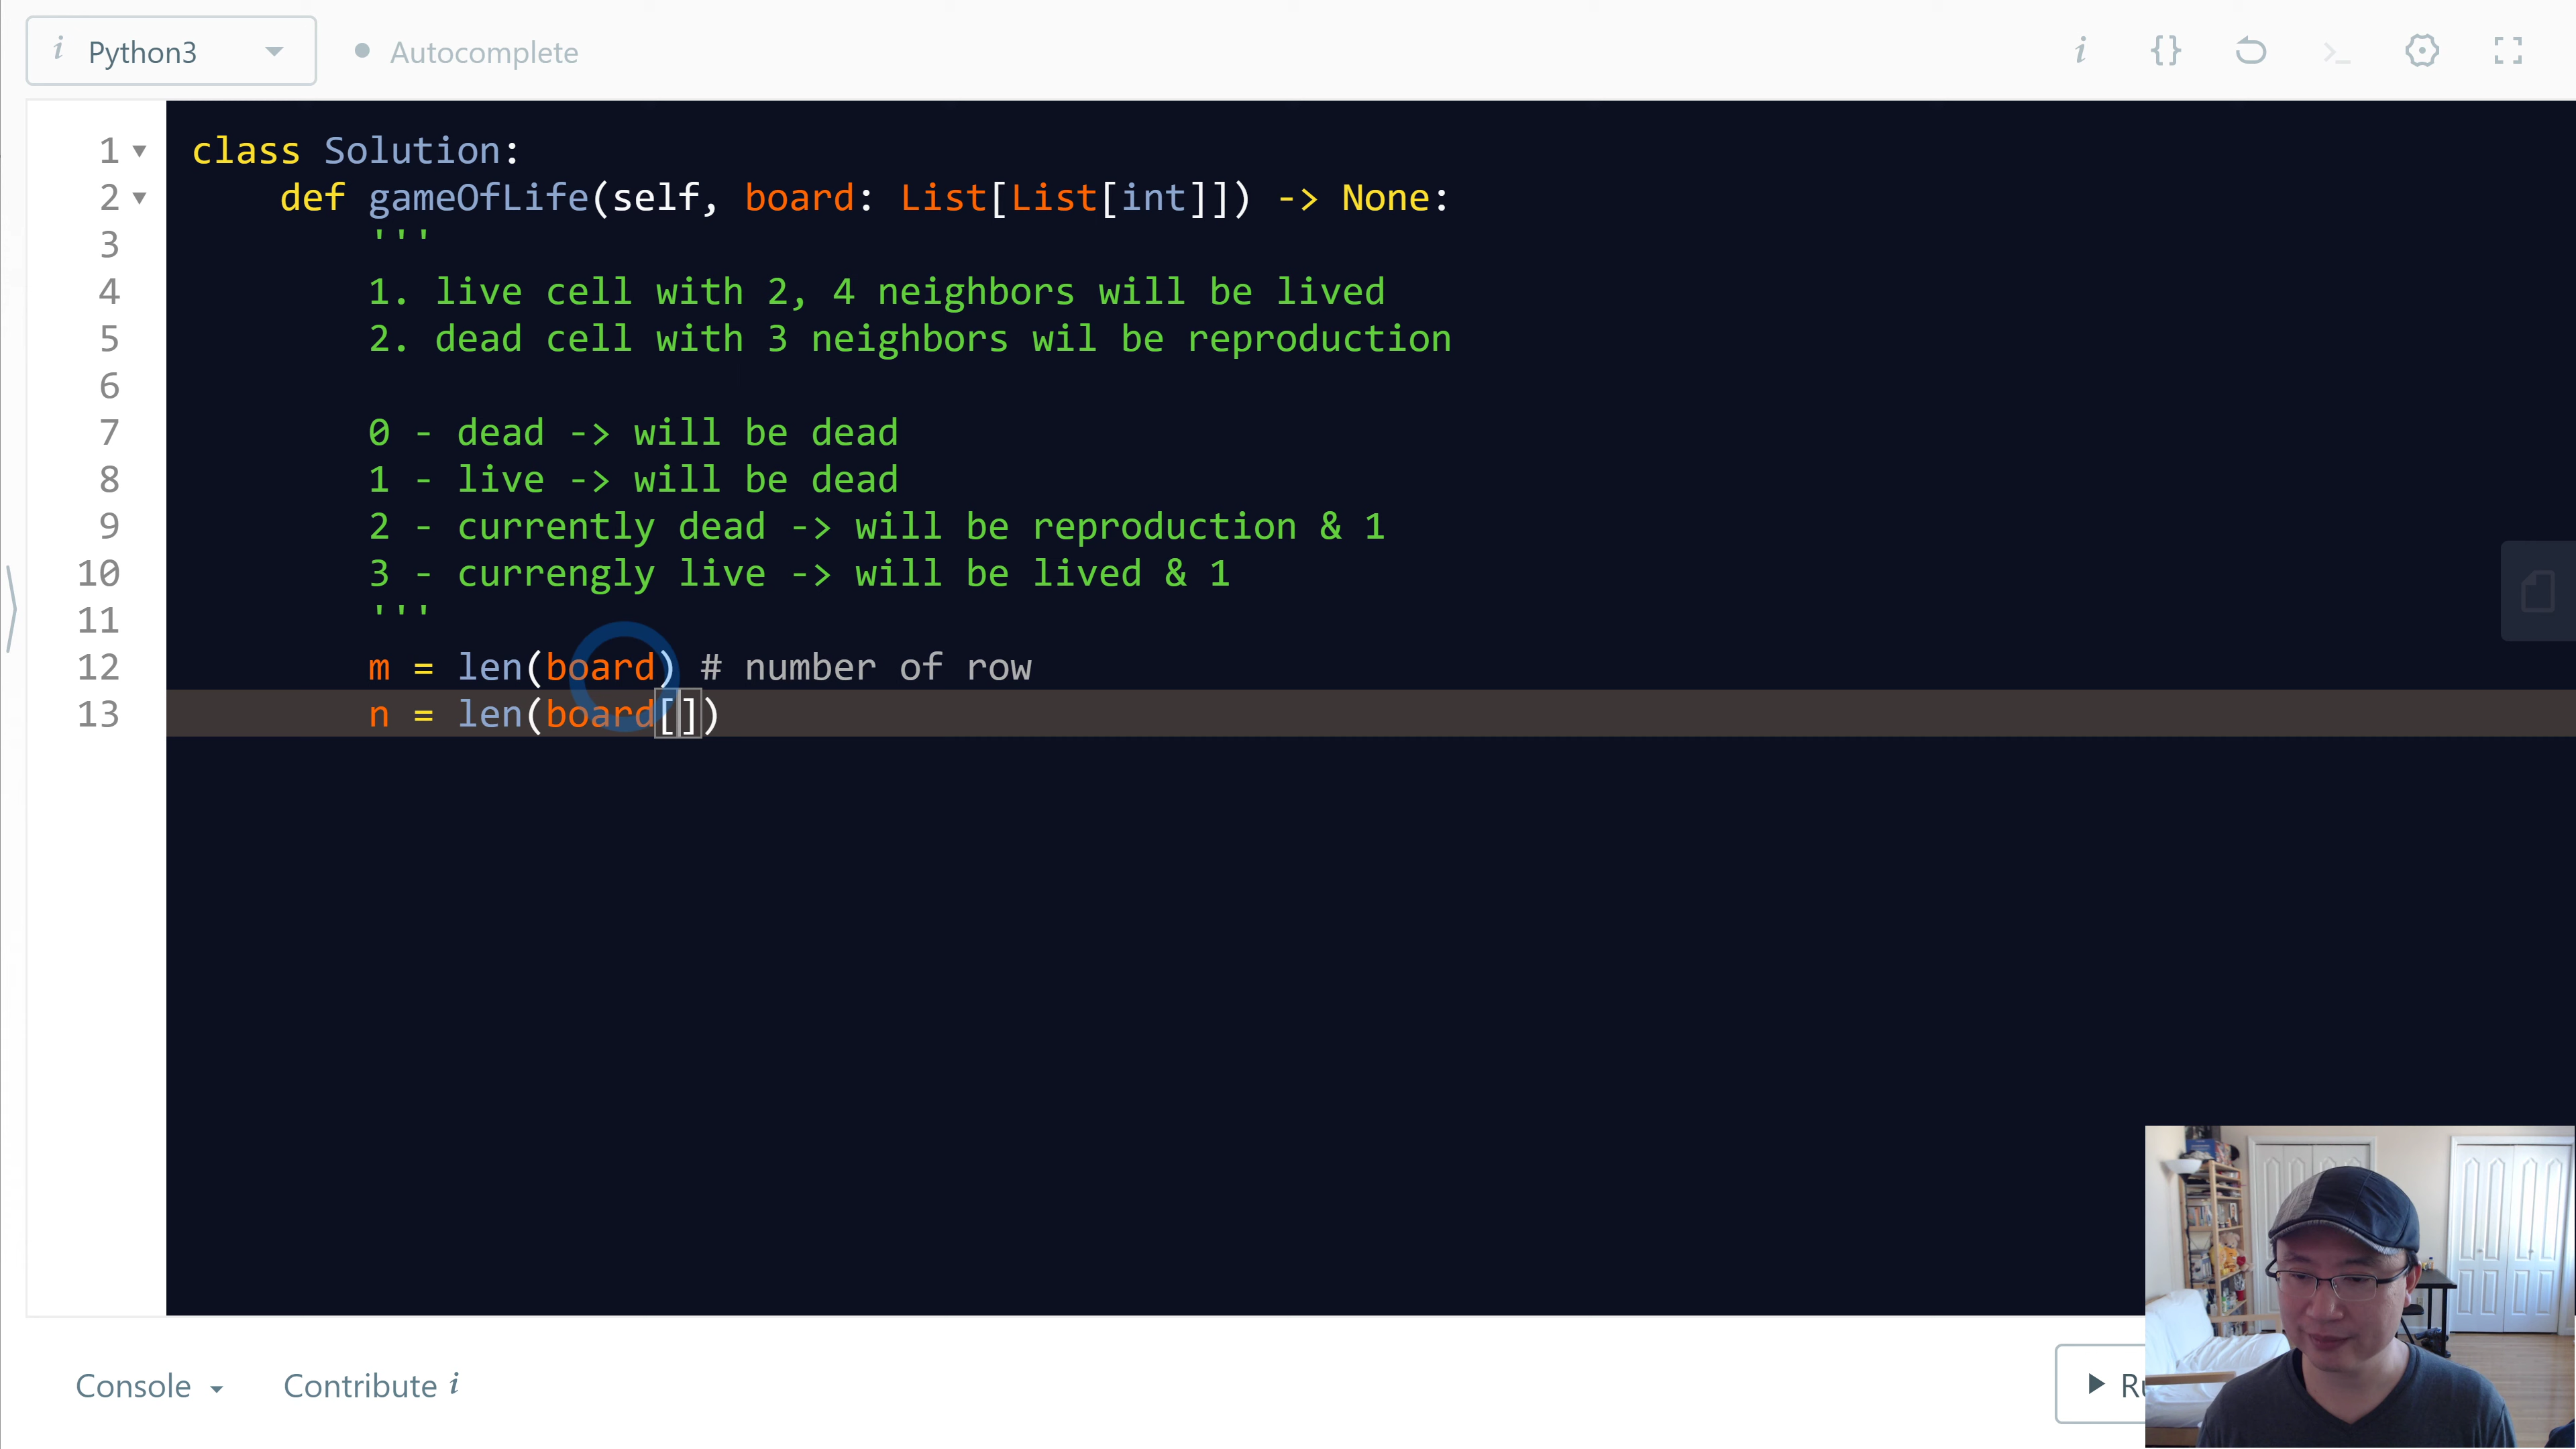 i Python3 Autocomplete i {} >_
1 class Solution:
2 def gameOfLife(self, board: List[List[int]]) -> None:
3 '''
4 1. live cell with 2, 4 neighbors will be lived
5 2. dead cell with 3 neighbors wil be reproduction
6
7 0 - dead -> will be dead
8 1 - live -> will be dead
9 2 - currently dead -> will be reproduction & 1
10 3 - currengly live -> will be lived & 1
11 '''
12 m = len(board) # number of row
13 n = len(board[])
Console Contribute i